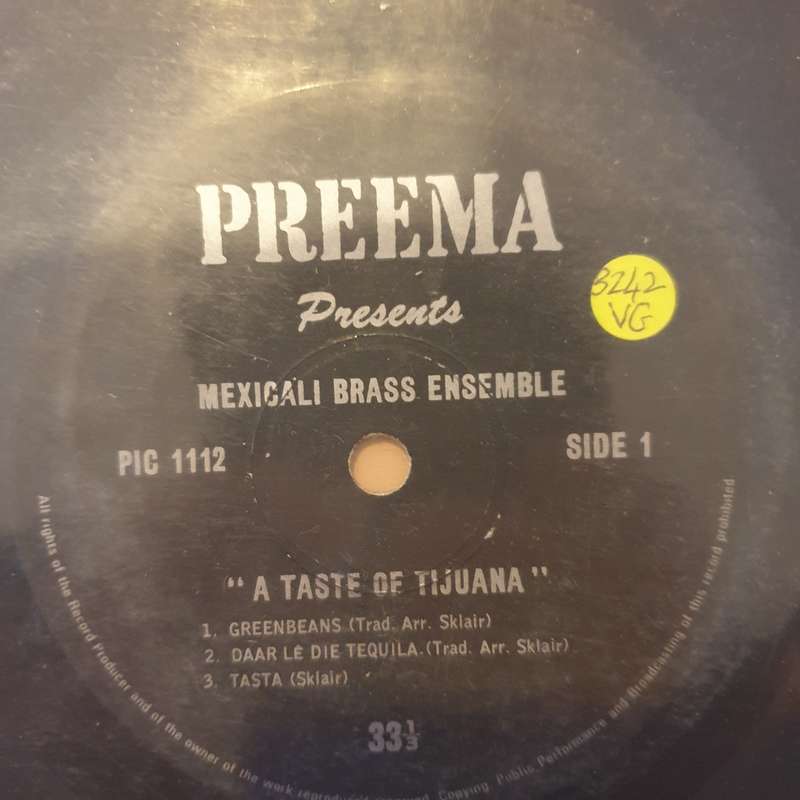 PREEMA
Presents
3242
VG
MEXICALI BRASS ENSEMBLE
PIC 1112
SIDE 1
"A TASTE OF TIJUANA"
1. GREENBEANS (Trad. Arr. Sklair)
2. DAAR LÊ DIE TEQUILA. (Trad. Arr. Sklair)
3. TASTA (Sklair)
33⅓
All rights of the Record Producer and of the owner of the work reproduced reserved. Copying, Public Performance and Broadcasting of this record prohibited